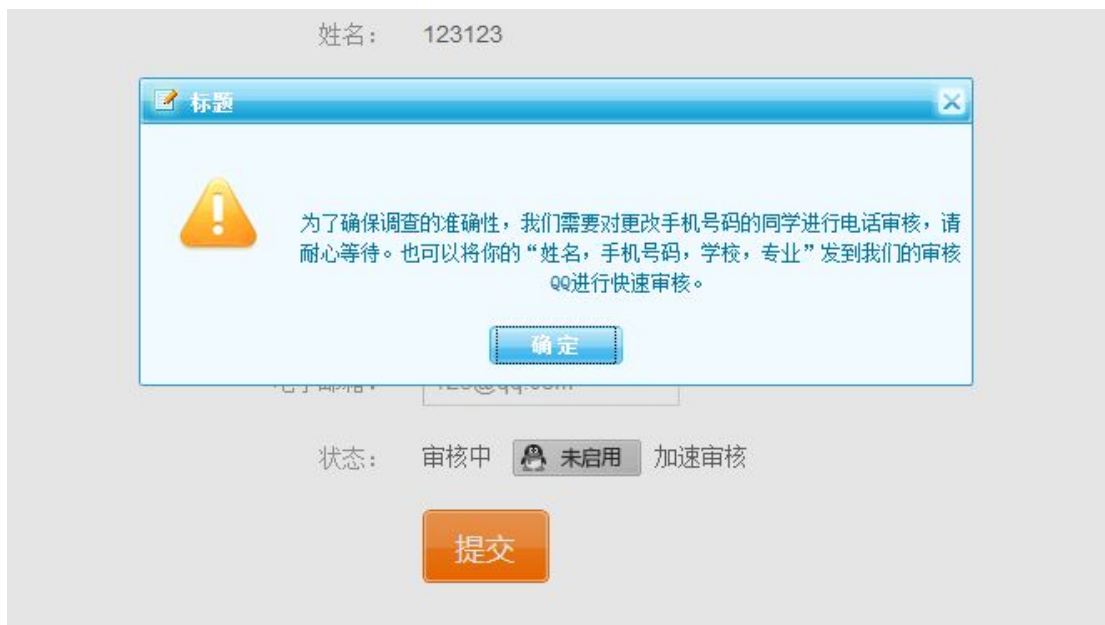 姓名： 123123
标题
为了确保调查的准确性，我们需要对更改手机号码的同学进行电话审核，请
耐心等待。也可以将你的“姓名，手机号码，学校，专业”发到我们的审核
QQ进行快速审核。
确定
状态： 审核中 未启用 加速审核
提交